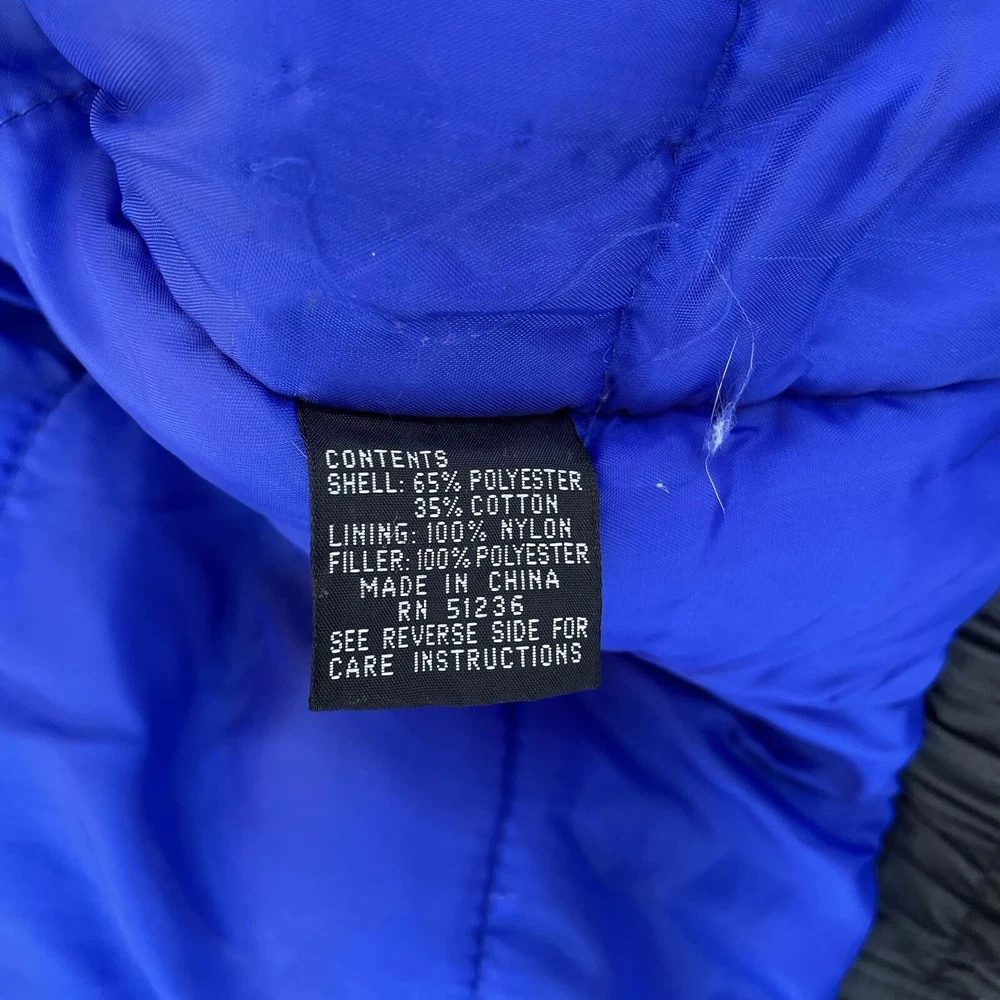 CONTENTS
SHELL: 65% POLYESTER
35% COTTON
LINING: 100% NYLON
FILLER: 100% POLYESTER
MADE IN CHINA
RN 51236
SEE REVERSE SIDE FOR
CARE INSTRUCTIONS